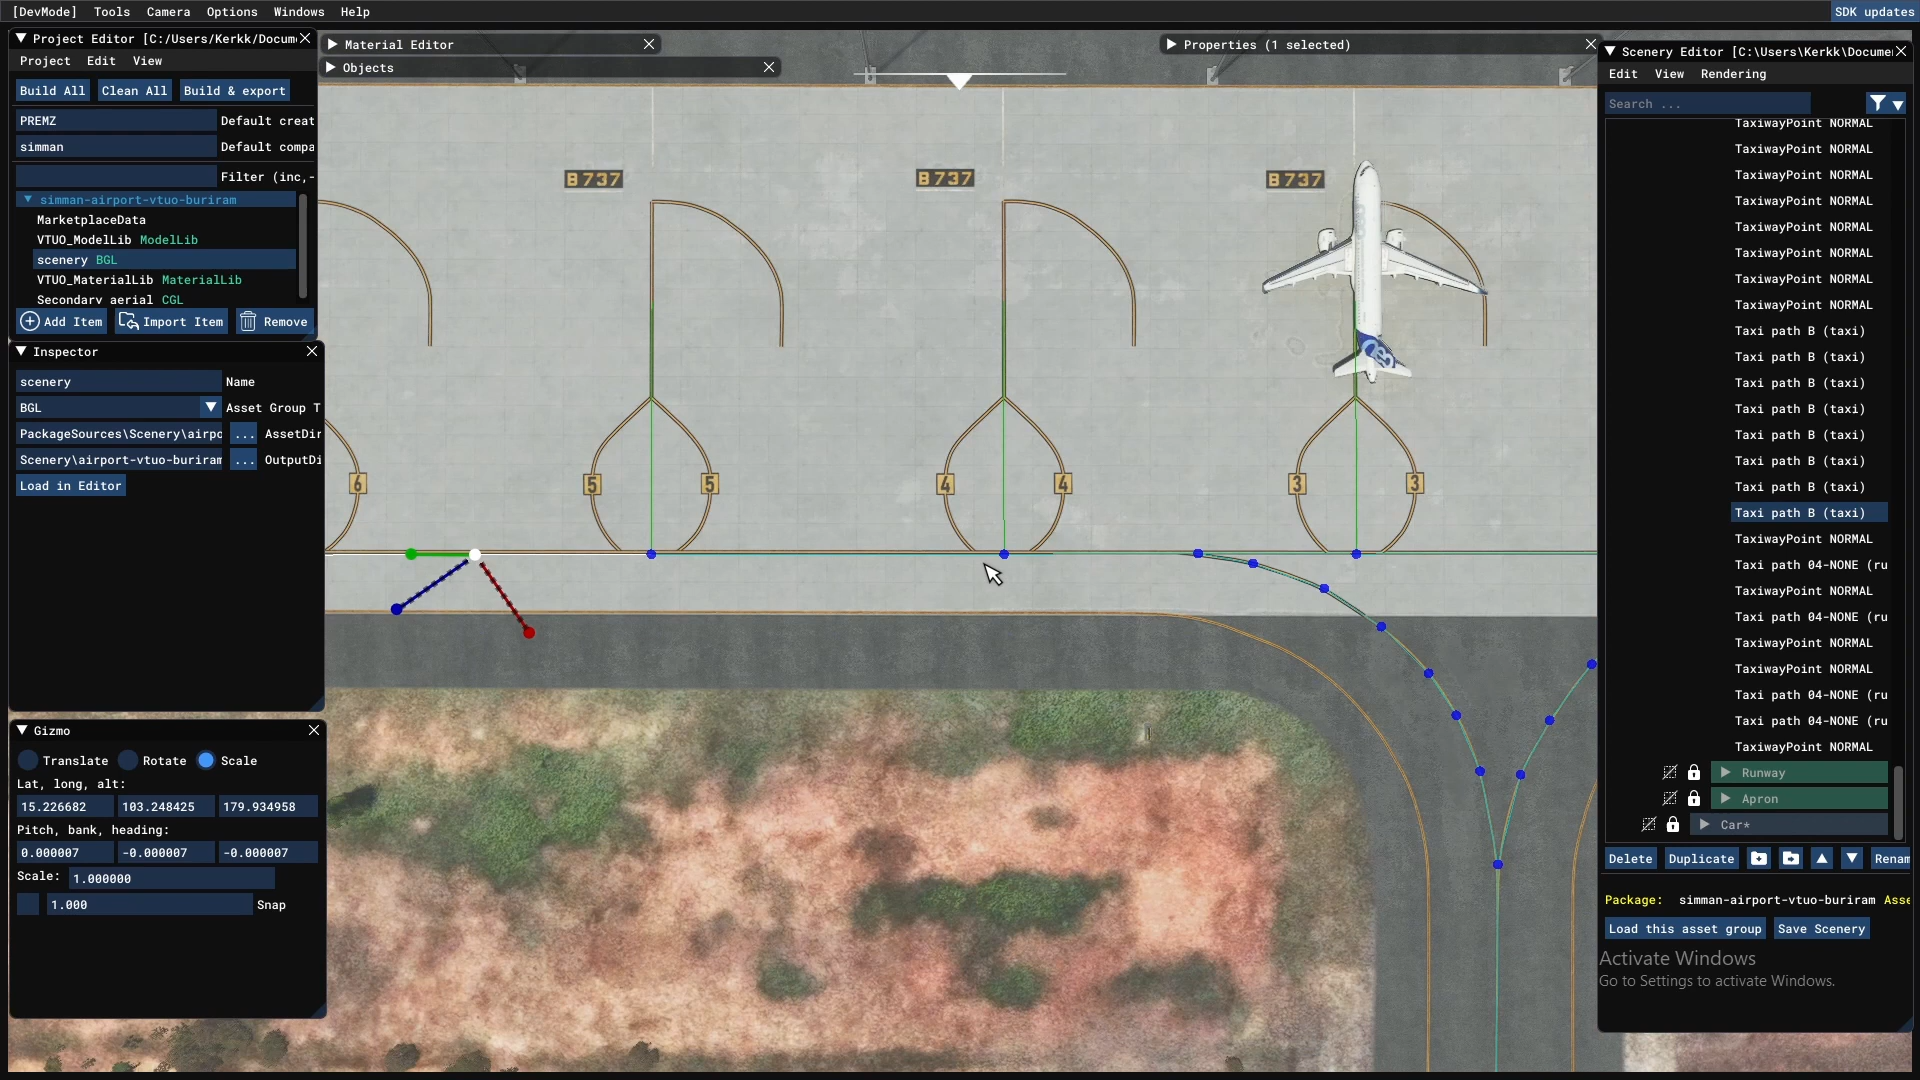 [DevMode] Tools Camera Options Windows Help
SDK updates
Project Editor [C:/Users/Kerkk/Docum
Project Edit View
Build All Clean All Build & export
PREMZ Default creat
simman Default compa
Filter (inc,-
simman-airport-vtuo-buriram
MarketplaceData
VTUO_ModelLib ModelLib
scenery BGL
VTUO_MaterialLib MaterialLib
Secondary aerial CGL
Add Item Import Item Remove
Inspector
scenery Name
BGL Asset Group T
PackageSources\Scenery\airpo ... AssetDir
Scenery\airport-vtuo-buriram ... OutputDi
Load in Editor
Gizmo
Translate Rotate Scale
Lat, long, alt:
15.226682 103.248425 179.934958
Pitch, bank, heading:
0.000007 -0.000007 -0.000007
Scale: 1.000000
1.000 Snap
Material Editor
Objects
Properties (1 selected)
B737 B737 B737
6 5 5 4 4 3 3
Scenery Editor [C:\Users\Kerkk\Docume
Edit View Rendering
Search ...
TaxiwayPoint NORMAL
TaxiwayPoint NORMAL
TaxiwayPoint NORMAL
TaxiwayPoint NORMAL
TaxiwayPoint NORMAL
TaxiwayPoint NORMAL
TaxiwayPoint NORMAL
TaxiwayPoint NORMAL
Taxi path B (taxi)
Taxi path B (taxi)
Taxi path B (taxi)
Taxi path B (taxi)
Taxi path B (taxi)
Taxi path B (taxi)
Taxi path B (taxi)
Taxi path B (taxi)
TaxiwayPoint NORMAL
Taxi path 04-NONE (ru
TaxiwayPoint NORMAL
Taxi path 04-NONE (ru
TaxiwayPoint NORMAL
TaxiwayPoint NORMAL
Taxi path 04-NONE (ru
Taxi path 04-NONE (ru
TaxiwayPoint NORMAL
Runway
Apron
Car*
Delete Duplicate Renam
Package: simman-airport-vtuo-buriram Asse
Load this asset group Save Scenery
Activate Windows
Go to Settings to activate Windows.